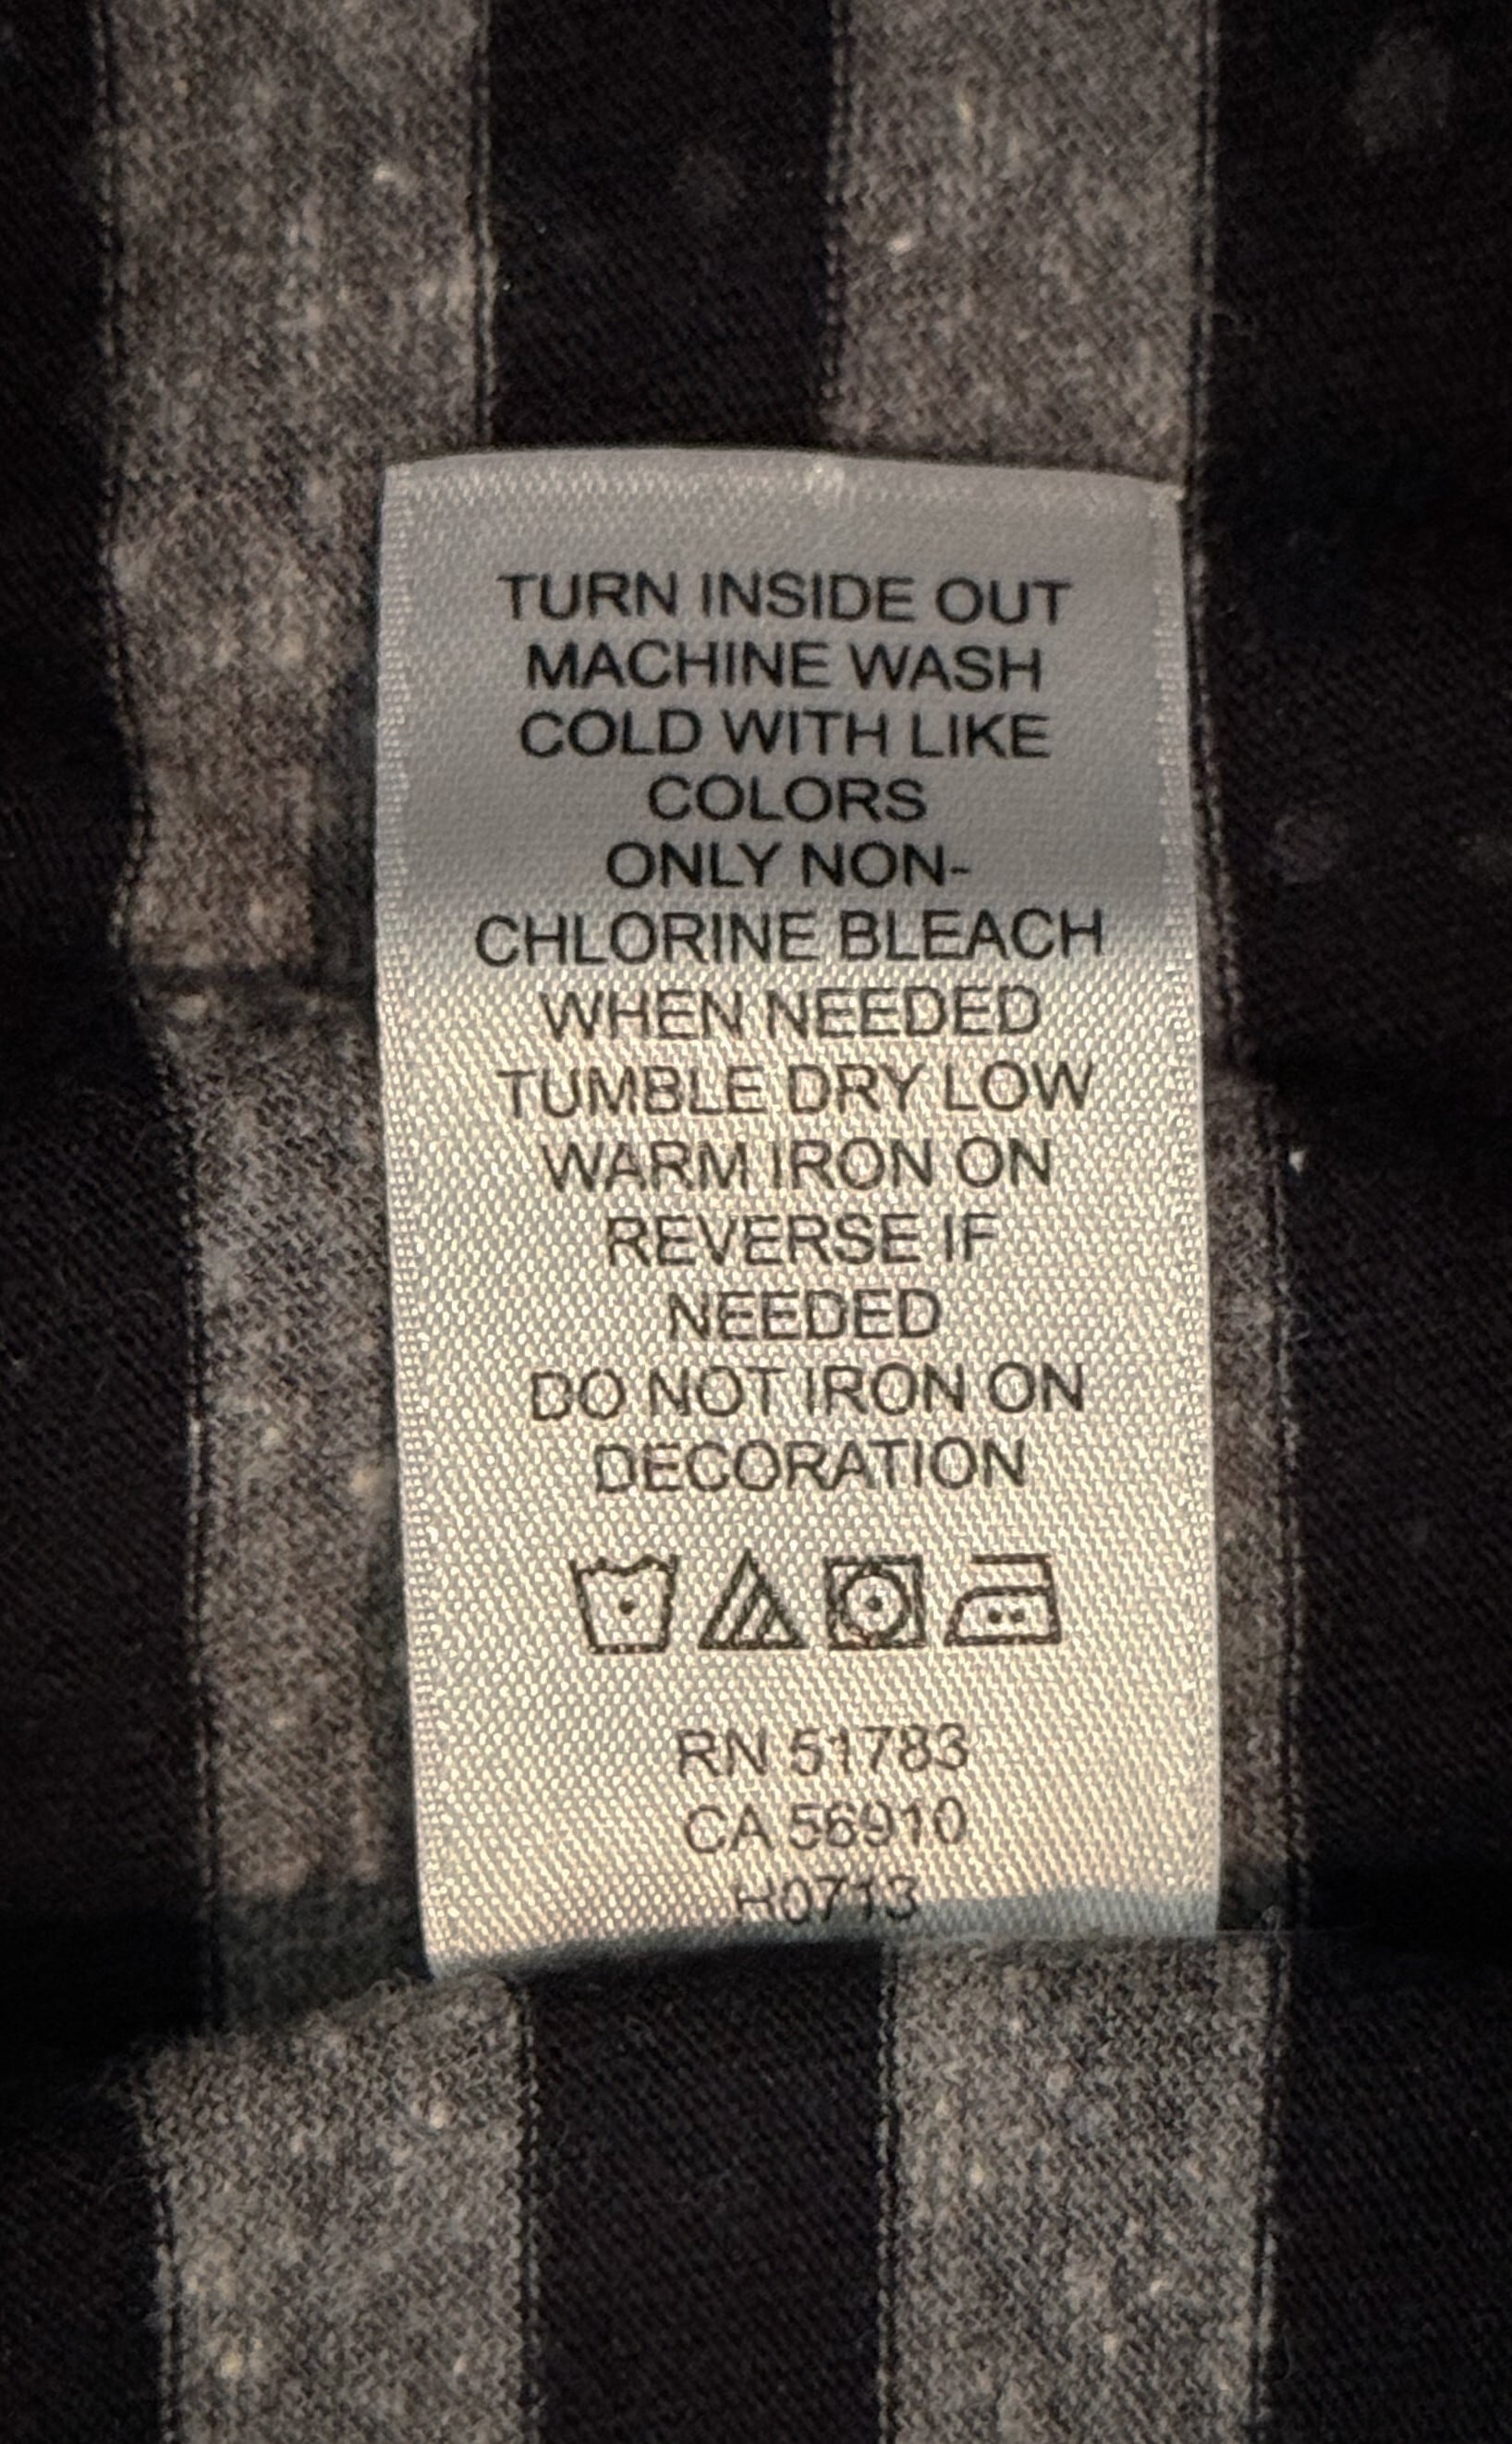 TURN INSIDE OUT
MACHINE WASH
COLD WITH LIKE
COLORS
ONLY NON-
CHLORINE BLEACH
WHEN NEEDED
TUMBLE DRY LOW
WARM IRON ON
REVERSE IF
NEEDED
DO NOT IRON ON
DECORATION
RN 51783
CA 56910
H0713